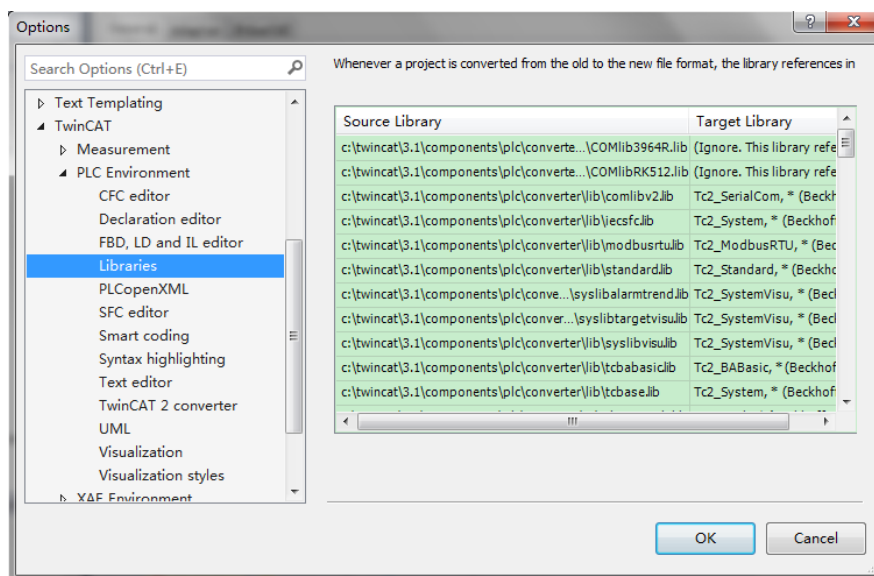 Options
Search Options (Ctrl+E)
Text Templating
TwinCAT
Measurement
PLC Environment
CFC editor
Declaration editor
FBD, LD and IL editor
Libraries
PLCopenXML
SFC editor
Smart coding
Syntax highlighting
Text editor
TwinCAT 2 converter
UML
Visualization
Visualization styles
XAE Environment
Whenever a project is converted from the old to the new file format, the library references in
Source Library Target Library
c:\twincat\3.1\components\plc\converte...\COMlib3964R.lib (Ignore. This library refe
c:\twincat\3.1\components\plc\converte...\COMlibRK512.lib (Ignore. This library refe
c:\twincat\3.1\components\plc\converter\lib\comlibv2.lib Tc2_SerialCom, * (Beckh
c:\twincat\3.1\components\plc\converter\lib\iecsfc.lib Tc2_System, * (Beckhof
c:\twincat\3.1\components\plc\converter\lib\modbusrtu.lib Tc2_ModbusRTU, * (Bec
c:\twincat\3.1\components\plc\converter\lib\standard.lib Tc2_Standard, * (Beckho
c:\twincat\3.1\components\plc\conve...\syslibalarmtrend.lib Tc2_SystemVisu, * (Becl
c:\twincat\3.1\components\plc\conver...\syslibtargetvisu.lib Tc2_SystemVisu, * (Becl
c:\twincat\3.1\components\plc\converter\lib\syslibvisu.lib Tc2_SystemVisu, * (Becl
c:\twincat\3.1\components\plc\converter\lib\tcbabasic.lib Tc2_BABasic, * (Beckhof
c:\twincat\3.1\components\plc\converter\lib\tcbase.lib Tc2_System, * (Beckhof
OK
Cancel